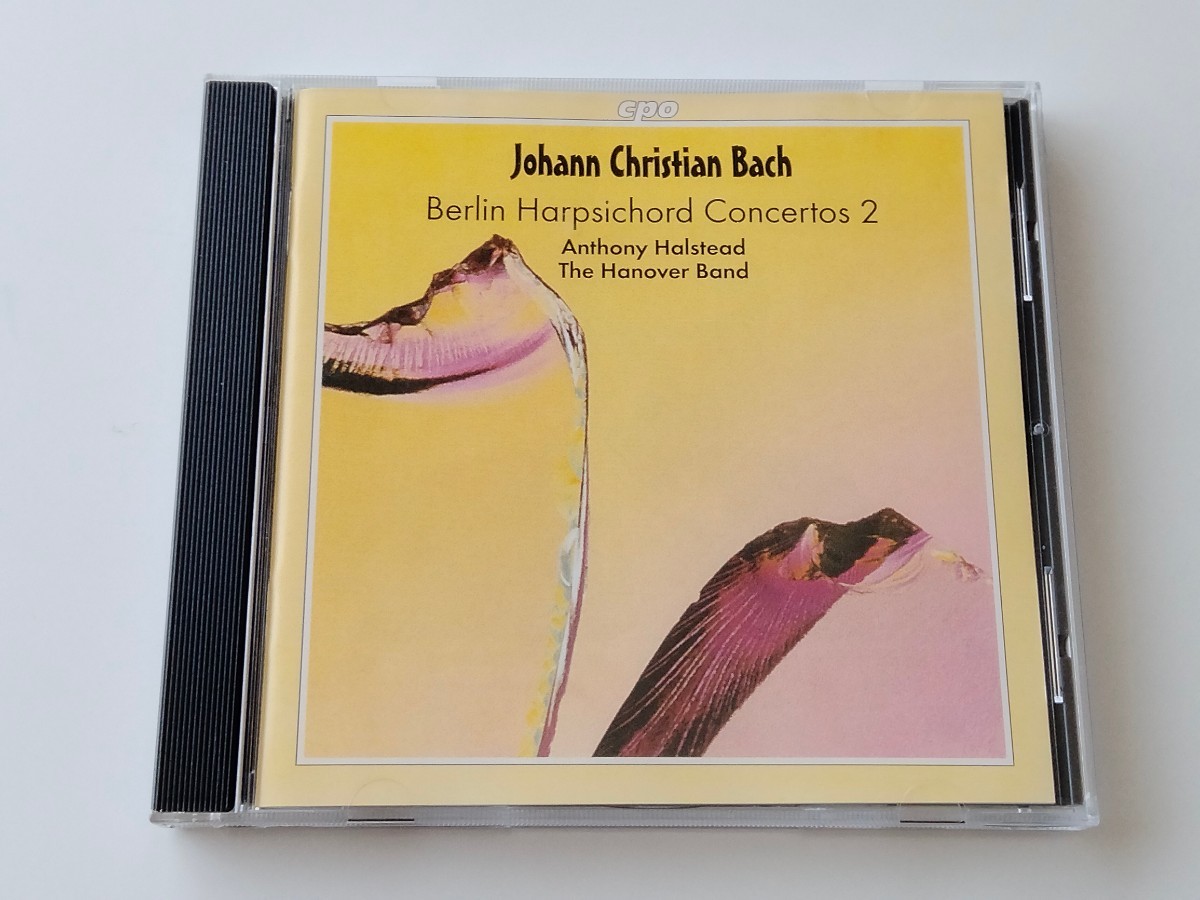 cpo
Johann Christian Bach
Berlin Harpsichord Concertos 2
Anthony Halstead
The Hanover Band